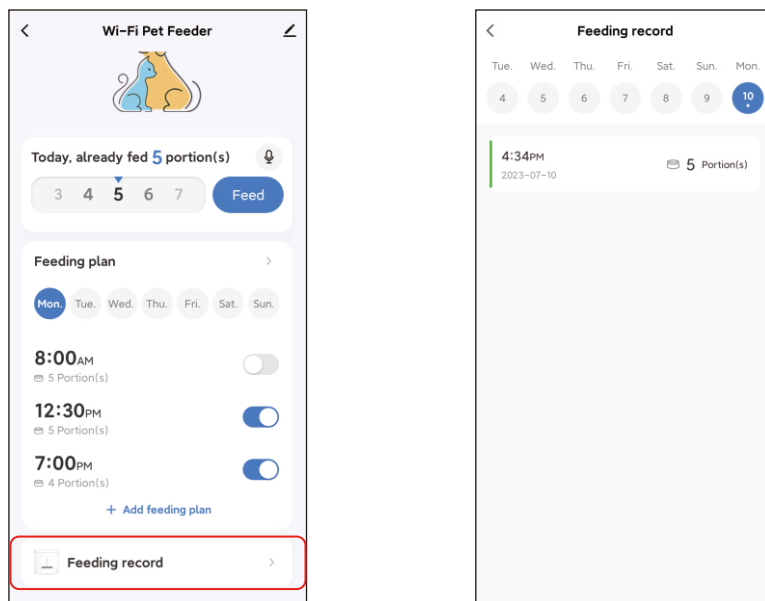 Wi-Fi Pet Feeder
Today, already fed 5 portion(s)
3 4 5 6 7 Feed
Feeding plan
Mon. Tue. Wed. Thu. Fri. Sat. Sun.
8:00AM
5 Portion(s)
12:30PM
5 Portion(s)
7:00PM
4 Portion(s)
+ Add feeding plan
Feeding record
Feeding record
Tue. Wed. Thu. Fri. Sat. Sun. Mon.
4 5 6 7 8 9 10
4:34PM
2023-07-10
5 Portion(s)